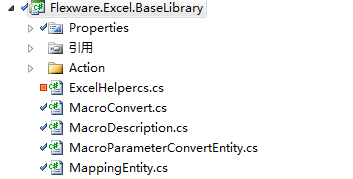 Flexware.Excel.BaseLibrary
Properties
引用
Action
ExcelHelpercs.cs
MacroConvert.cs
MacroDescription.cs
MacroParameterConvertEntity.cs
MappingEntity.cs